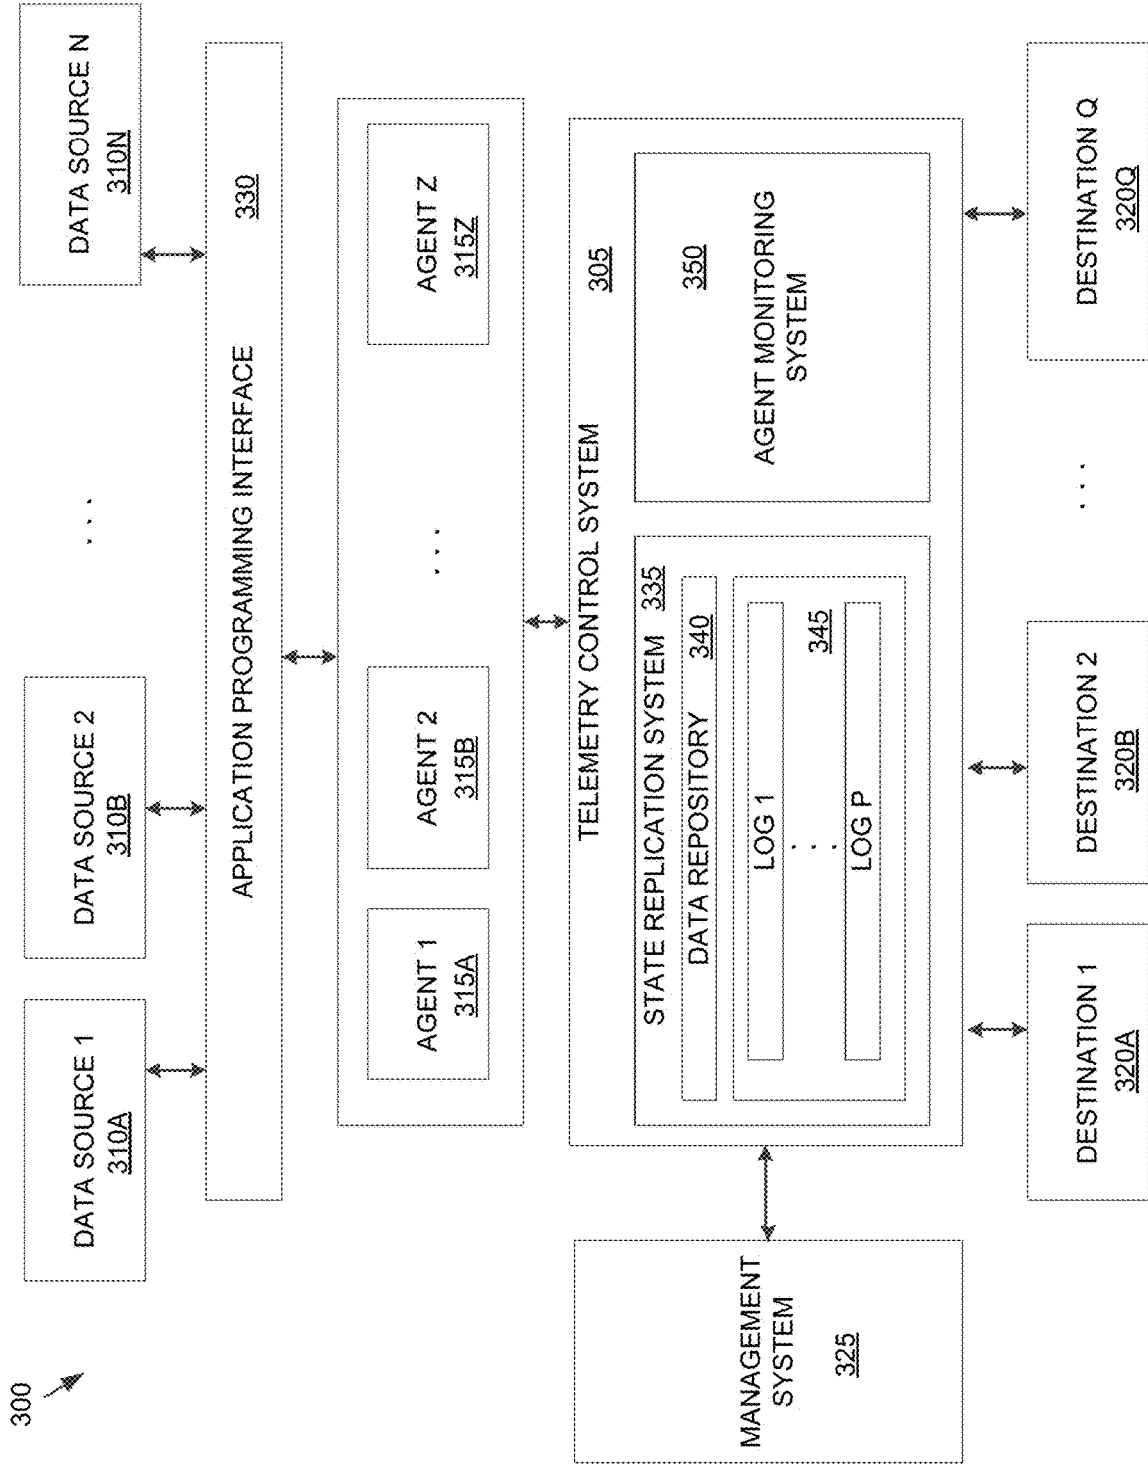 300
DATA SOURCE 1
310A
DATA SOURCE 2
310B
. . .
DATA SOURCE N
310N
APPLICATION PROGRAMMING INTERFACE
330
AGENT 1
315A
AGENT 2
315B
. . .
AGENT Z
315Z
TELEMETRY CONTROL SYSTEM
305
STATE REPLICATION SYSTEM
335
DATA REPOSITORY
340
LOG 1
. . . .
345
LOG P
350
AGENT MONITORING
SYSTEM
MANAGEMENT
SYSTEM
325
DESTINATION 1
320A
DESTINATION 2
320B
. . .
DESTINATION Q
320Q